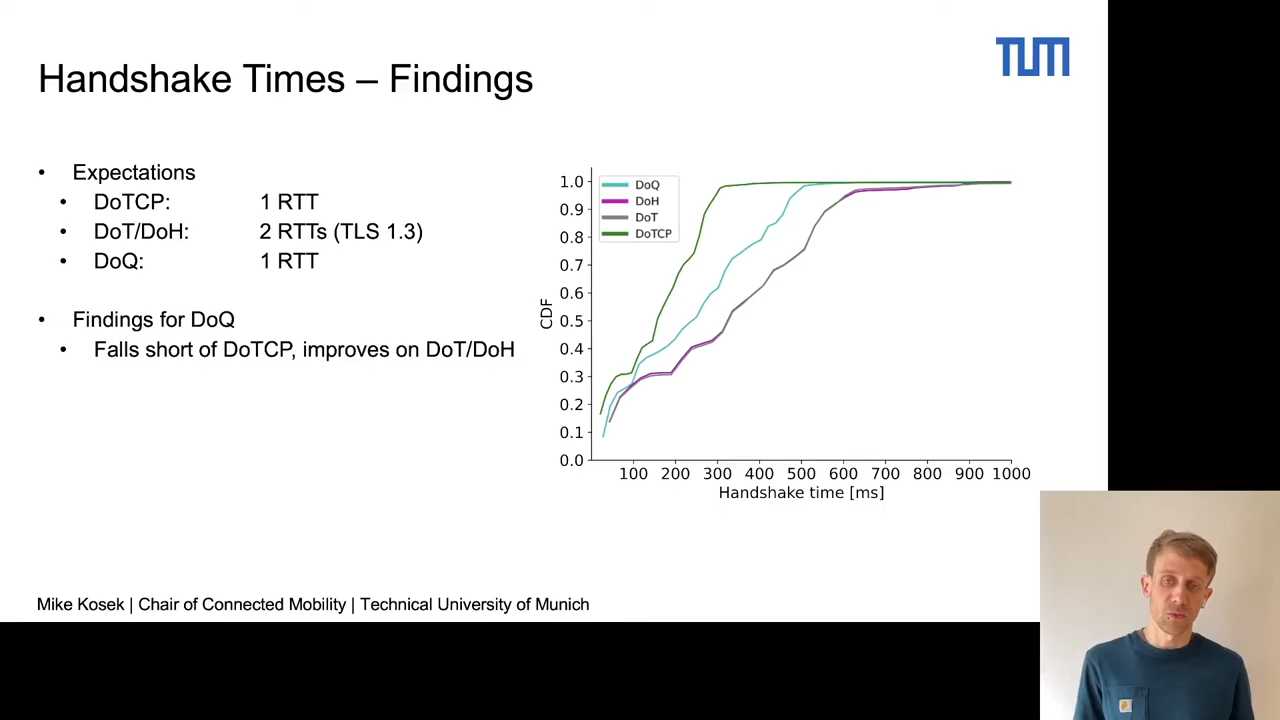 TUM
Handshake Times – Findings
• Expectations
• DoTCP: 1 RTT
• DoT/DoH: 2 RTTs (TLS 1.3)
• DoQ: 1 RTT
• Findings for DoQ
• Falls short of DoTCP, improves on DoT/DoH
DoQ
DoH
DoT
DoTCP
CDF
1.0
0.9
0.8
0.7
0.6
0.5
0.4
0.3
0.2
0.1
0.0
100 200 300 400 500 600 700 800 900 1000
Handshake time [ms]
Mike Kosek | Chair of Connected Mobility | Technical University of Munich